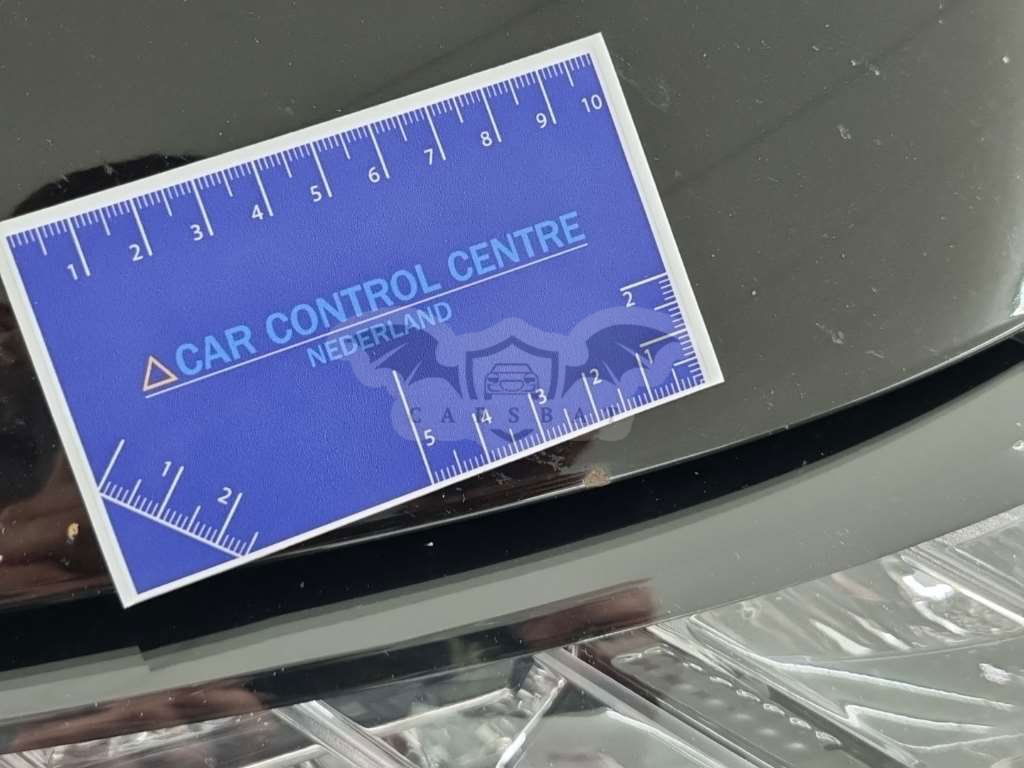 1 2 3 4 5 6 7 8 9 10
CAR CONTROL CENTRE
NEDERLAND
2
1
CARSBAT
5 4 3 2
1 2